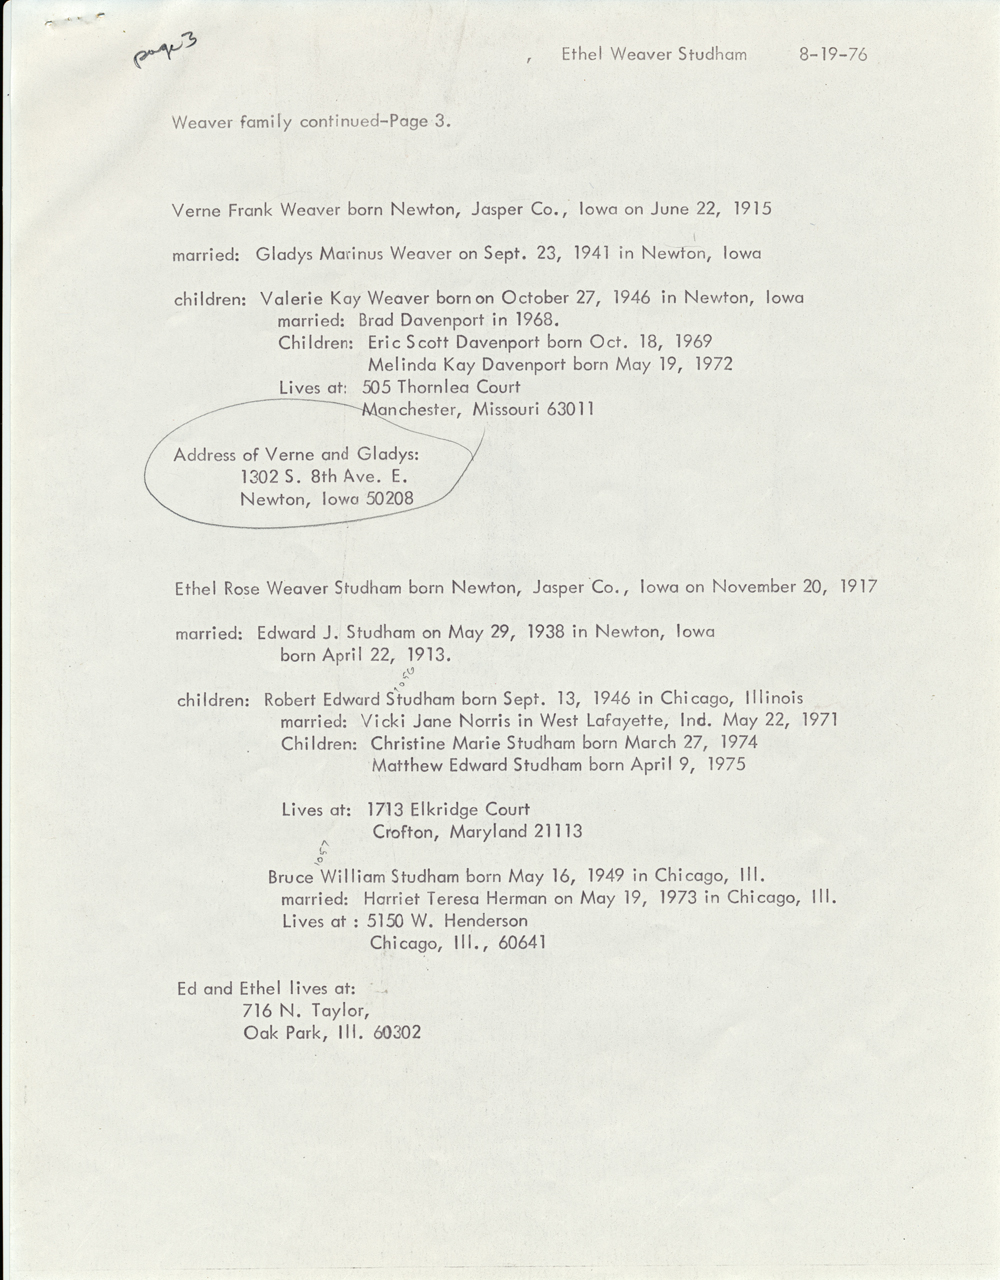 page 3
Ethel Weaver Studham 8-19-76
Weaver family continued-Page 3.
Verne Frank Weaver born Newton, Jasper Co., Iowa on June 22, 1915
married: Gladys Marinus Weaver on Sept. 23, 1941 in Newton, Iowa
children: Valerie Kay Weaver born on October 27, 1946 in Newton, Iowa
married: Brad Davenport in 1968.
Children: Eric Scott Davenport born Oct. 18, 1969
Melinda Kay Davenport born May 19, 1972
Lives at: 505 Thornlea Court
Manchester, Missouri 63011
Address of Verne and Gladys:
1302 S. 8th Ave. E.
Newton, Iowa 50208
Ethel Rose Weaver Studham born Newton, Jasper Co., Iowa on November 20, 1917
married: Edward J. Studham on May 29, 1938 in Newton, Iowa
born April 22, 1913.
children: Robert Edward Studham born Sept. 13, 1946 in Chicago, Illinois
married: Vicki Jane Norris in West Lafayette, Ind. May 22, 1971
Children: Christine Marie Studham born March 27, 1974
Matthew Edward Studham born April 9, 1975
Lives at: 1713 Elkridge Court
Crofton, Maryland 21113
Bruce William Studham born May 16, 1949 in Chicago, Ill.
married: Harriet Teresa Herman on May 19, 1973 in Chicago, Ill.
Lives at : 5150 W. Henderson
Chicago, Ill., 60641
Ed and Ethel lives at:
716 N. Taylor,
Oak Park, Ill. 60302